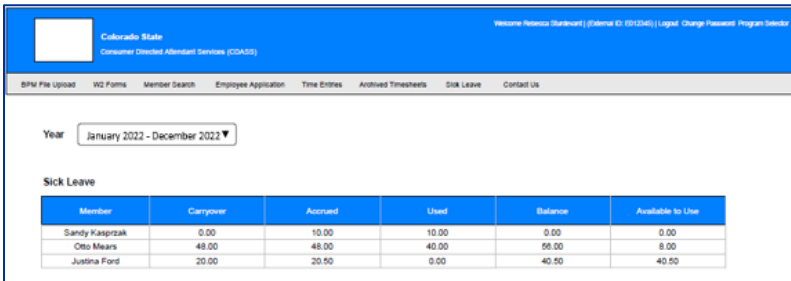 Welcome Rebecca Sturdevant | (External ID: E012345) | Logout Change Password Program Selector
Colorado State
Consumer Directed Attendant Services (CDASS)
BPM File Upload W2 Forms Member Search Employee Application Time Entries Archived Timesheets Sick Leave Contact Us
Year January 2022 - December 2022
Sick Leave
Member Carryover Accrued Used Balance Available to Use
Sandy Kasprzak 0.00 10.00 10.00 0.00 0.00
Otto Mears 48.00 48.00 40.00 56.00 8.00
Justina Ford 20.00 20.50 0.00 40.50 40.50